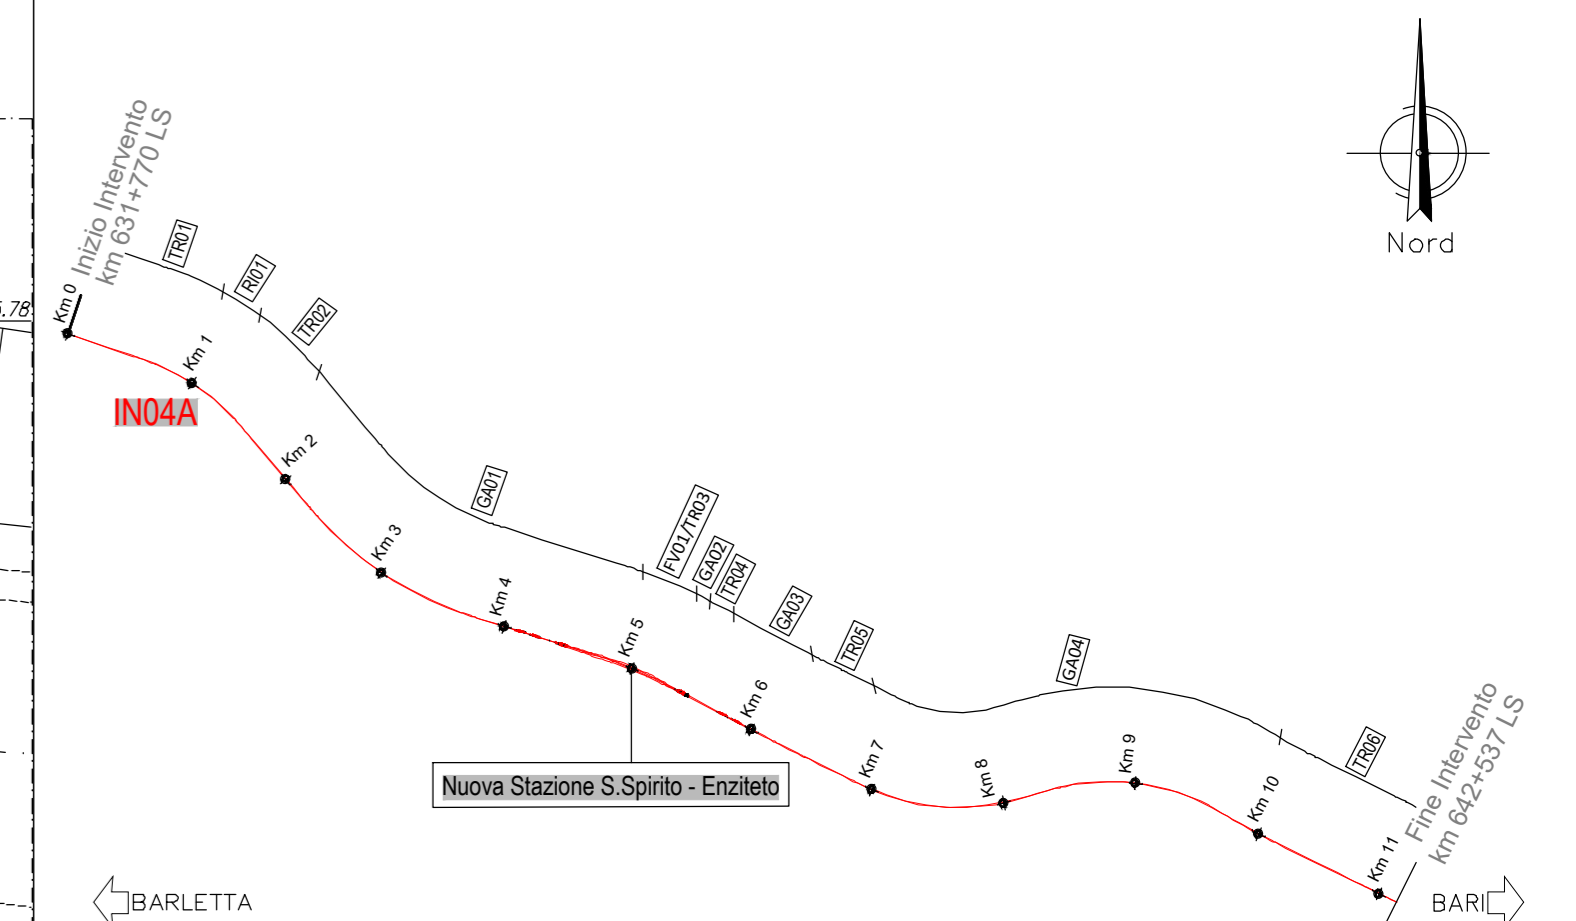 Inizio Intervento
km 631+770 LS
Nord
TR01
RI01
TR02
GA01
FV01/TR03
GA02
TR04
GA03
TR05
GA04
TR06
Km 0
Km 1
Km 2
Km 3
Km 4
Km 5
Km 6
Km 7
Km 8
Km 9
Km 10
Km 11
IN04A
Nuova Stazione S.Spirito - Enziteto
Fine Intervento
km 642+537 LS
BARLETTA
BARI